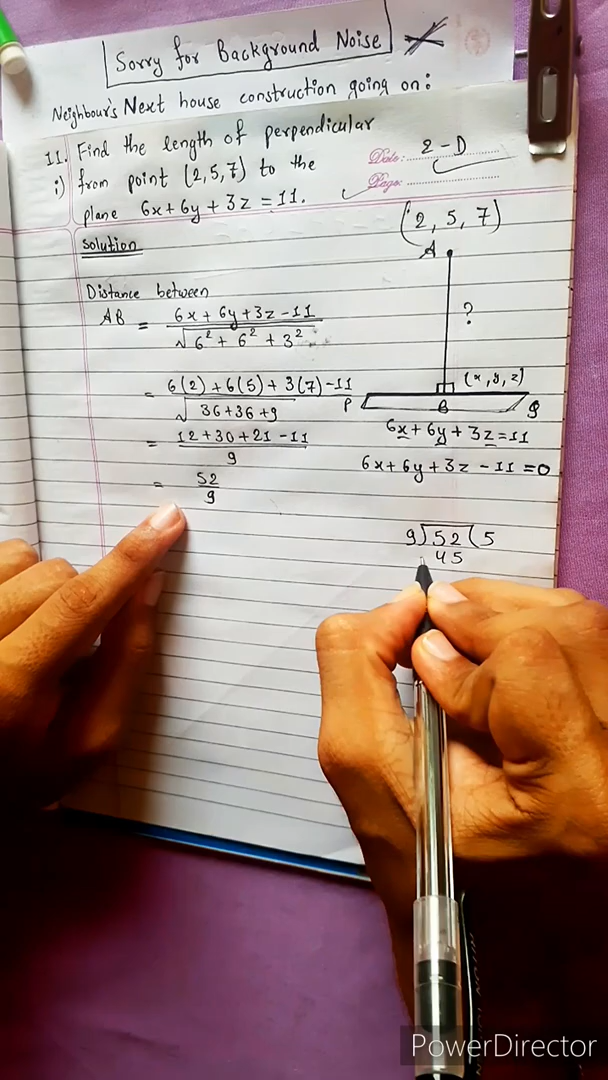 Sorry for Background Noise
Neighbour's Next house construction going on:
11. Find the length of perpendicular
i) from point (2,5,7) to the
plane 6x+6y+3z=11.
Date: 2-D
Page:
Solution
(2, 5, 7)
A
?
(x, y, z)
P
B
Q
6x+6y+3z=11
6x+6y+3z-11=0
Distance between
AB = 6x+6y+3z-11
√6²+6²+3²
= 6(2)+6(5)+3(7)-11
√36+36+9
= 12+30+21-11
9
= 52
9
9)52(5
45
PowerDirector